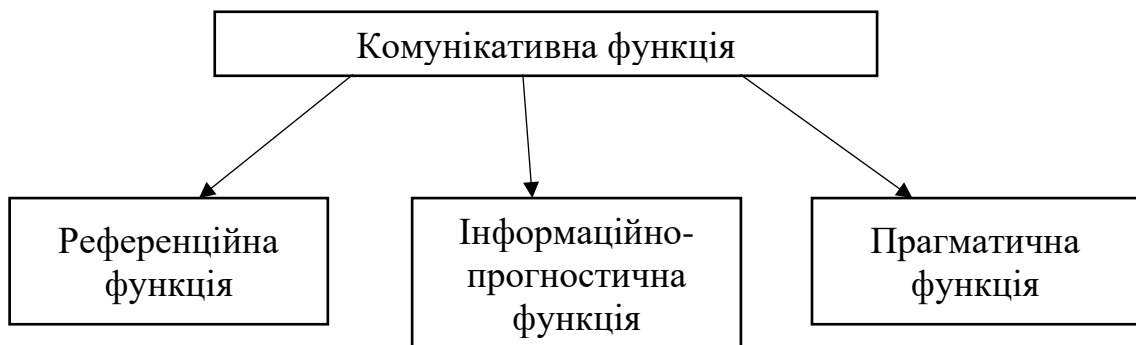 Комунікативна функція
Референційна
функція
Інформаційно-
прогностична
функція
Прагматична
функція